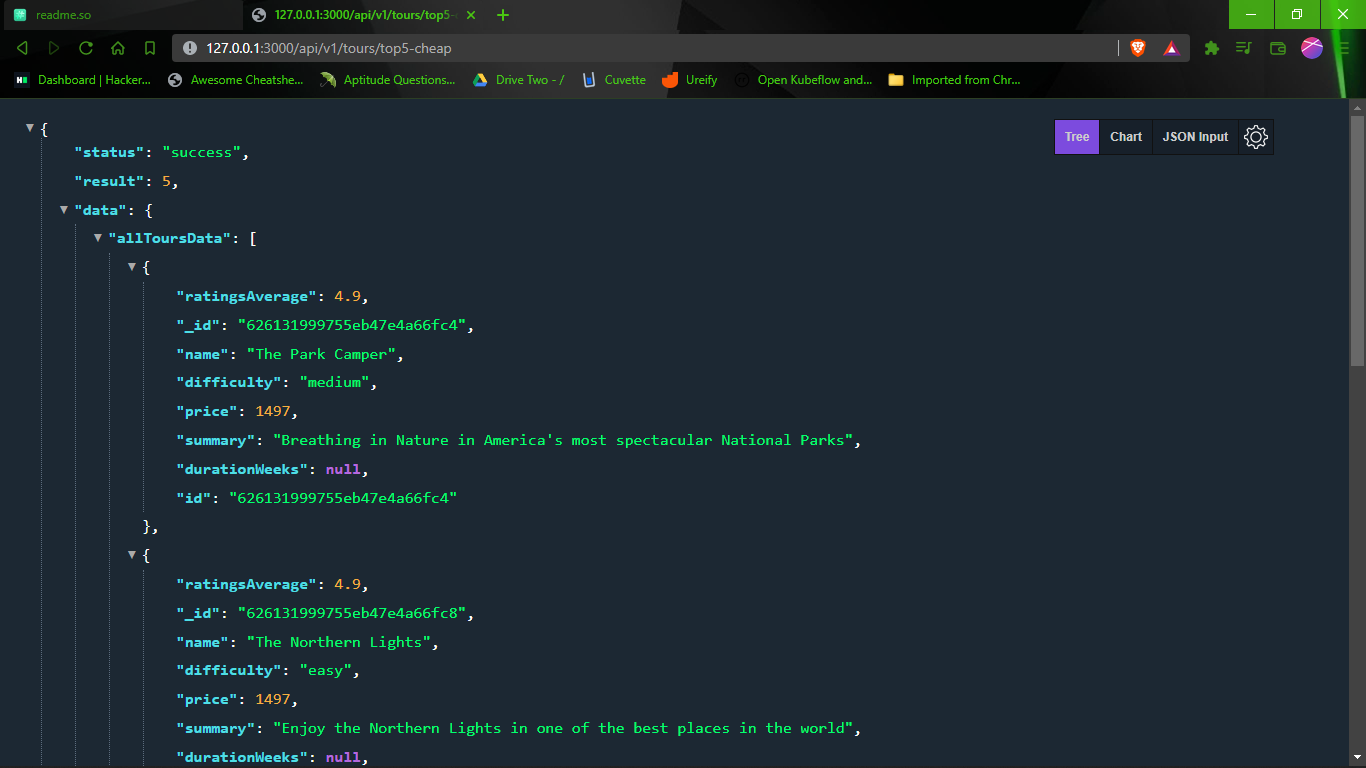 readme.so
127.0.0.1:3000/api/v1/tours/top5-
127.0.0.1:3000/api/v1/tours/top5-cheap
Dashboard | Hacker...
Awesome Cheatshe...
Aptitude Questions...
Drive Two - /
Cuvette
Ureify
Open Kubeflow and...
Imported from Chr...
Tree
Chart
JSON Input
{
"status": "success",
"result": 5,
"data": {
"allToursData": [
{
"ratingsAverage": 4.9,
"_id": "626131999755eb47e4a66fc4",
"name": "The Park Camper",
"difficulty": "medium",
"price": 1497,
"summary": "Breathing in Nature in America's most spectacular National Parks",
"durationWeeks": null,
"id": "626131999755eb47e4a66fc4"
},
{
"ratingsAverage": 4.9,
"_id": "626131999755eb47e4a66fc8",
"name": "The Northern Lights",
"difficulty": "easy",
"price": 1497,
"summary": "Enjoy the Northern Lights in one of the best places in the world",
"durationWeeks": null,